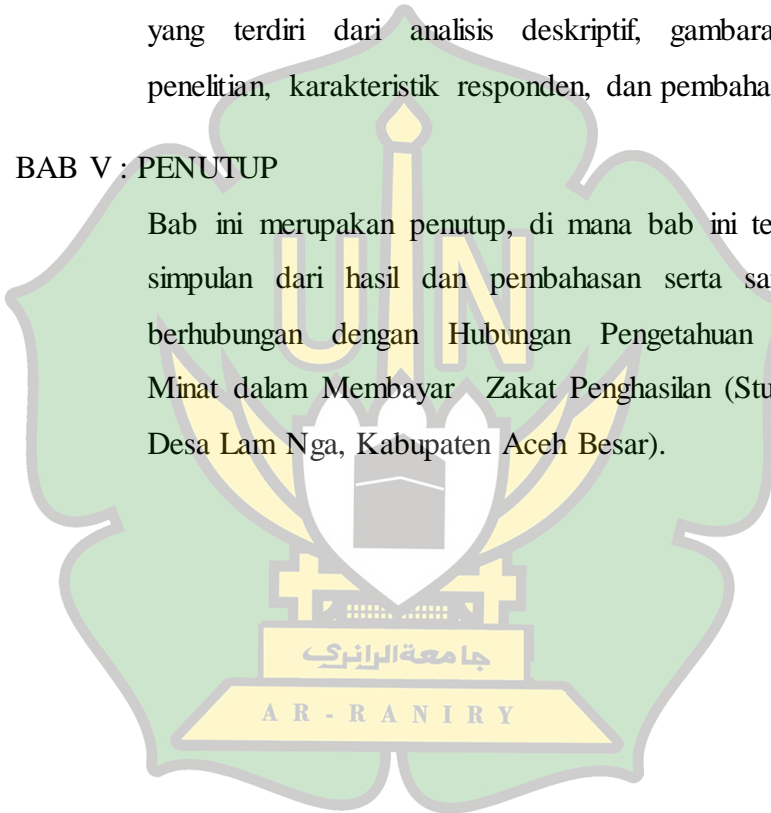 yang terdiri dari analisis deskriptif, gambara
penelitian, karakteristik responden, dan pembaha
BAB V : PENUTUP
Bab ini merupakan penutup, di mana bab ini te
simpulan dari hasil dan pembahasan serta sa
berhubungan dengan Hubungan Pengetahuan
Minat dalam Membayar Zakat Penghasilan (Stu
Desa Lam Nga, Kabupaten Aceh Besar).
UIN
جامعةالرانري
AR-RANIRY